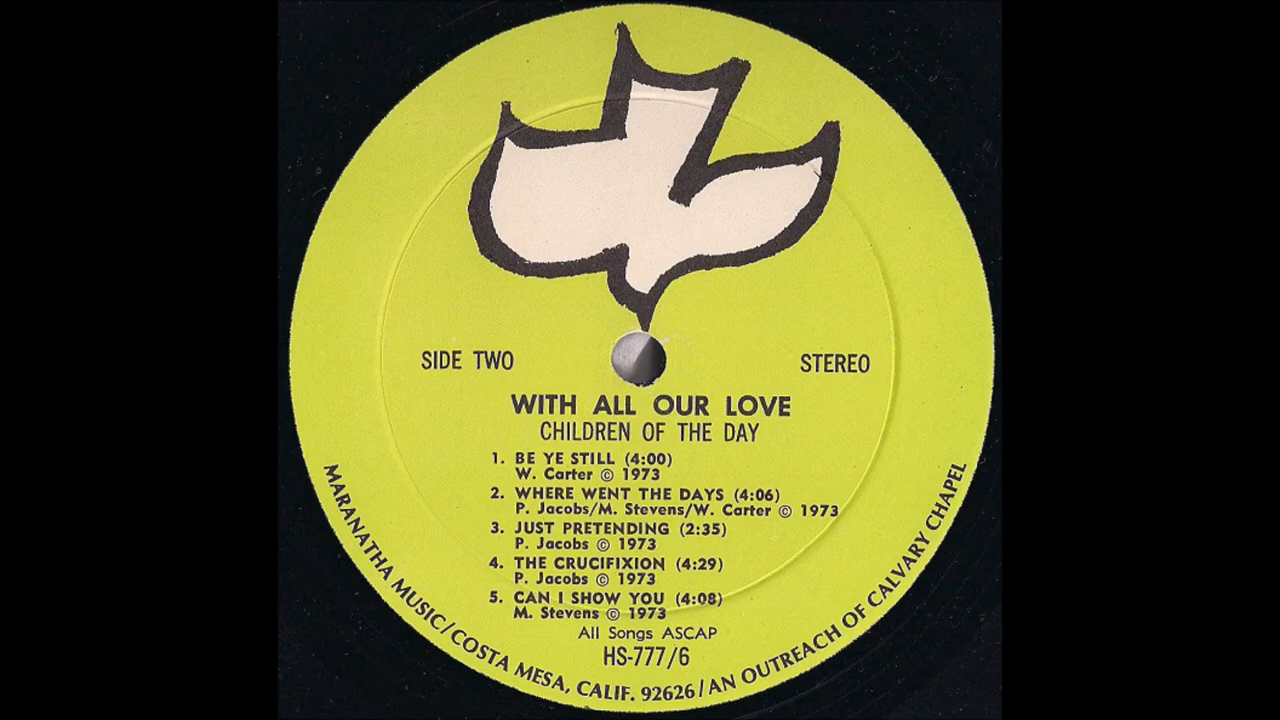 SIDE TWO
STEREO
WITH ALL OUR LOVE
CHILDREN OF THE DAY
1. BE YE STILL (4:00)
W. Carter © 1973
2. WHERE WENT THE DAYS (4:06)
P. Jacobs/M. Stevens/W. Carter © 1973
3. JUST PRETENDING (2:35)
P. Jacobs © 1973
4. THE CRUCIFIXION (4:29)
P. Jacobs © 1973
5. CAN I SHOW YOU (4:08)
M. Stevens © 1973
All Songs ASCAP
HS-777/6
MARANATHA MUSIC/COSTA MESA, CALIF. 92626/AN OUTREACH OF CALVARY CHAPEL